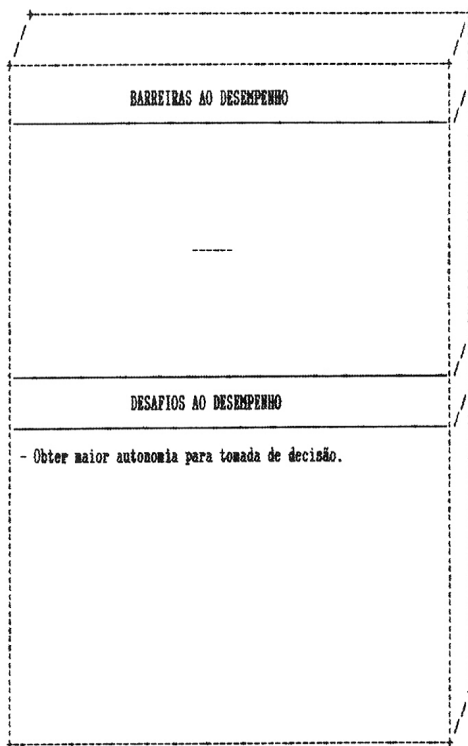 BARREIRAS AO DESEMPENHO
------
DESAFIOS AO DESEMPENHO
- Obter maior autonomia para tomada de decisão.